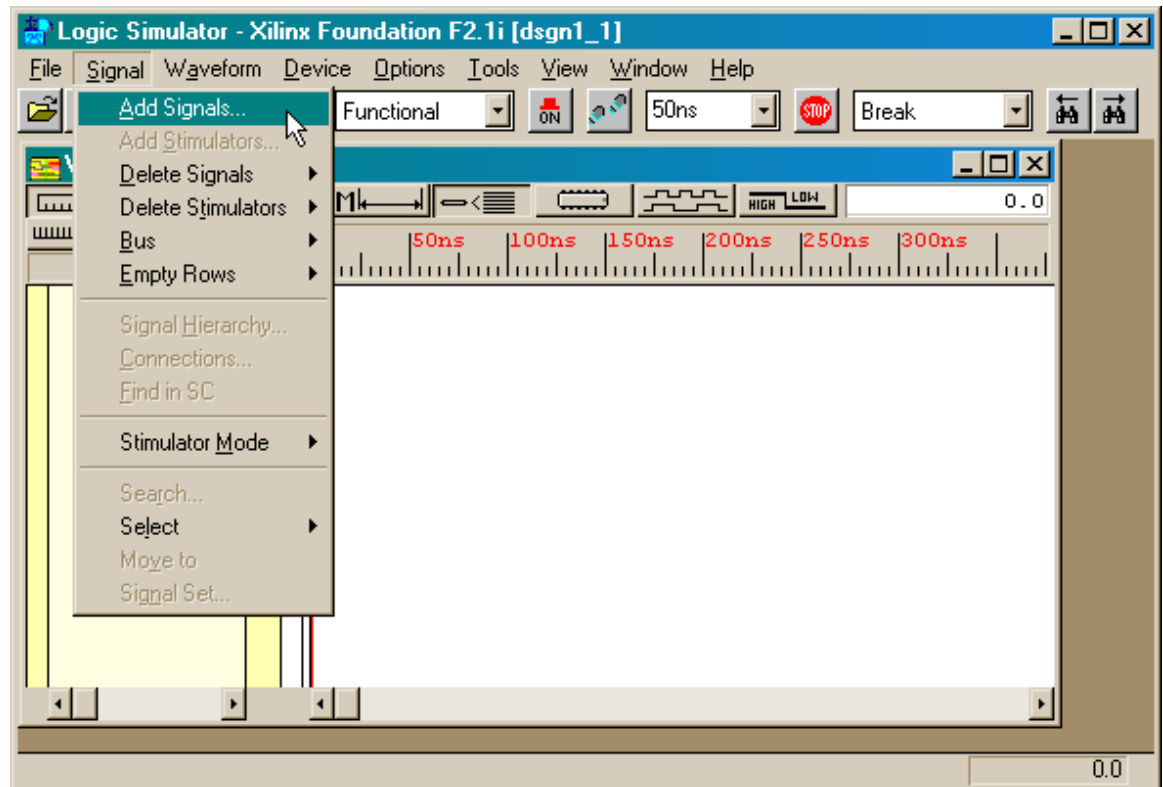 Logic Simulator - Xilinx Foundation F2.1i [dsgn1_1]
File Signal Waveform Device Options Tools View Window Help
Functional ON 50ns STOP Break
Add Signals...
Add Stimulators...
Delete Signals
Delete Stimulators
Bus
Empty Rows
Signal Hierarchy...
Connections...
Find in SC
Stimulator Mode
Search...
Select
Move to
Signal Set...
M HIGH LOW 0.0
50ns 100ns 150ns 200ns 250ns 300ns
0.0